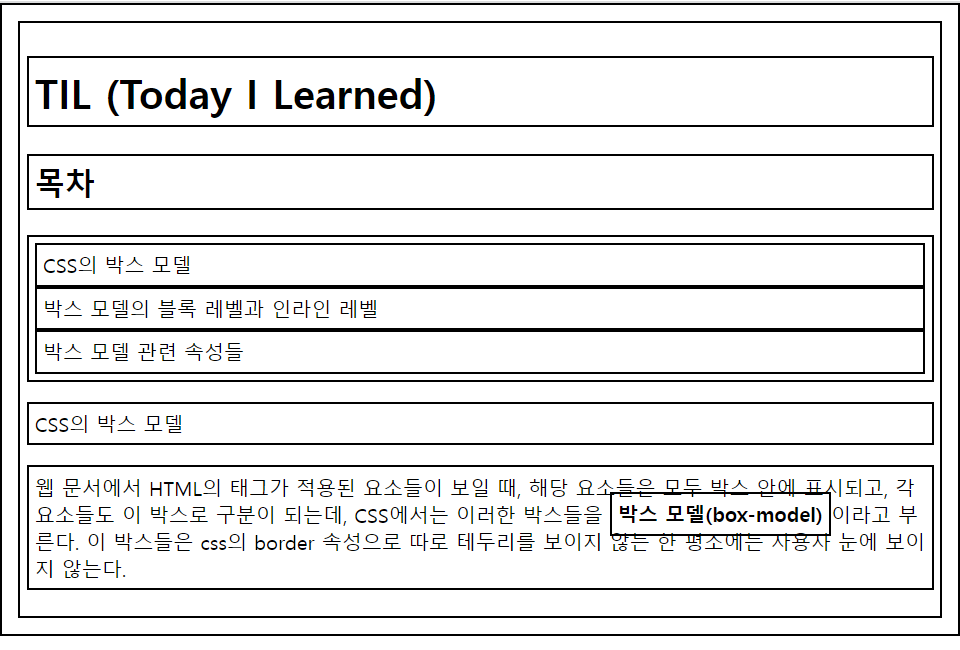 TIL (Today I Learned)
목차
CSS의 박스 모델
박스 모델의 블록 레벨과 인라인 레벨
박스 모델 관련 속성들
CSS의 박스 모델
웹 문서에서 HTML의 태그가 적용된 요소들이 보일 때, 해당 요소들은 모두 박스 안에 표시되고, 각
요소들도 이 박스로 구분이 되는데, CSS에서는 이러한 박스들을 박스 모델(box-model) 이라고 부
른다. 이 박스들은 css의 border 속성으로 따로 테두리를 보이지 않는 한 평소에는 사용자 눈에 보이
지 않는다.